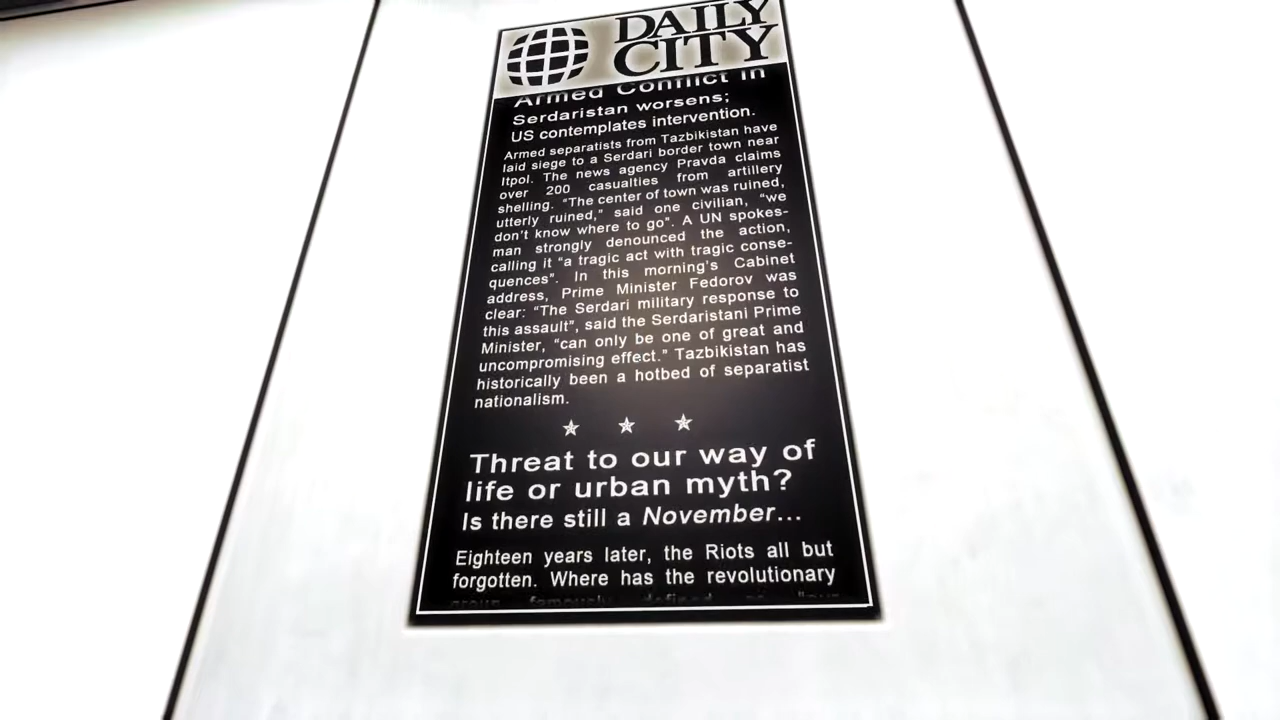 DAILY
CITY
Armed Conflict in
Serdaristan worsens;
US contemplates intervention.
Armed separatists from Tazbikistan have
laid siege to a Serdari border town near
Itpol. The news agency Pravda claims
over 200 casualties from artillery
shelling. "The center of town was ruined,
utterly ruined," said one civilian, "we
don't know where to go". A UN spokes-
man strongly denounced the action,
calling it "a tragic act with tragic conse-
quences". In this morning's Cabinet
address, Prime Minister Fedorov was
clear: "The Serdari military response to
this assault", said the Serdaristani Prime
Minister, "can only be one of great and
uncompromising effect." Tazbikistan has
historically been a hotbed of separatist
nationalism.
Threat to our way of
life or urban myth?
Is there still a November...
Eighteen years later, the Riots all but
forgotten. Where has the revolutionary
group famously defined as "our